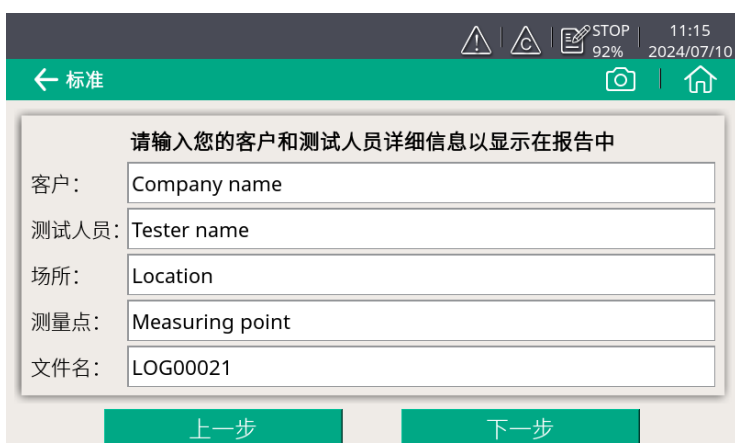 STOP 11:15
92% 2024/07/10
标准
请输入您的客户和测试人员详细信息以显示在报告中
客户: Company name
测试人员: Tester name
场所: Location
测量点: Measuring point
文件名: LOG00021
上一步 下一步